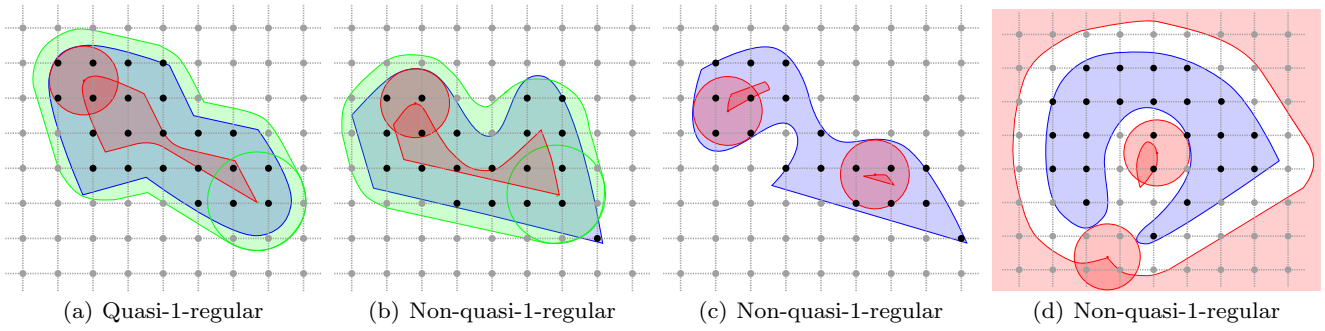 (a) Quasi-1-regular
(b) Non-quasi-1-regular
(c) Non-quasi-1-regular
(d) Non-quasi-1-regular